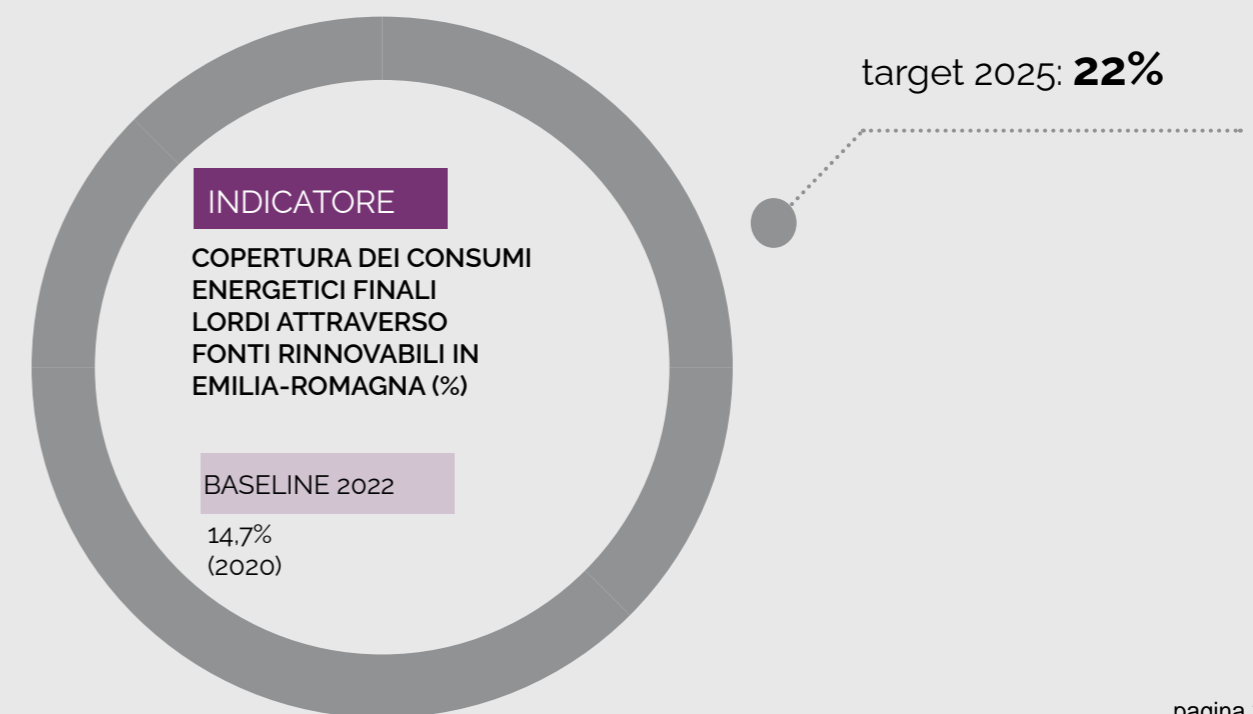 target 2025: 22%
INDICATORE
COPERTURA DEI CONSUMI
ENERGETICI FINALI
LORDI ATTRAVERSO
FONTI RINNOVABILI IN
EMILIA-ROMAGNA (%)
BASELINE 2022
14,7%
(2020)
pagina